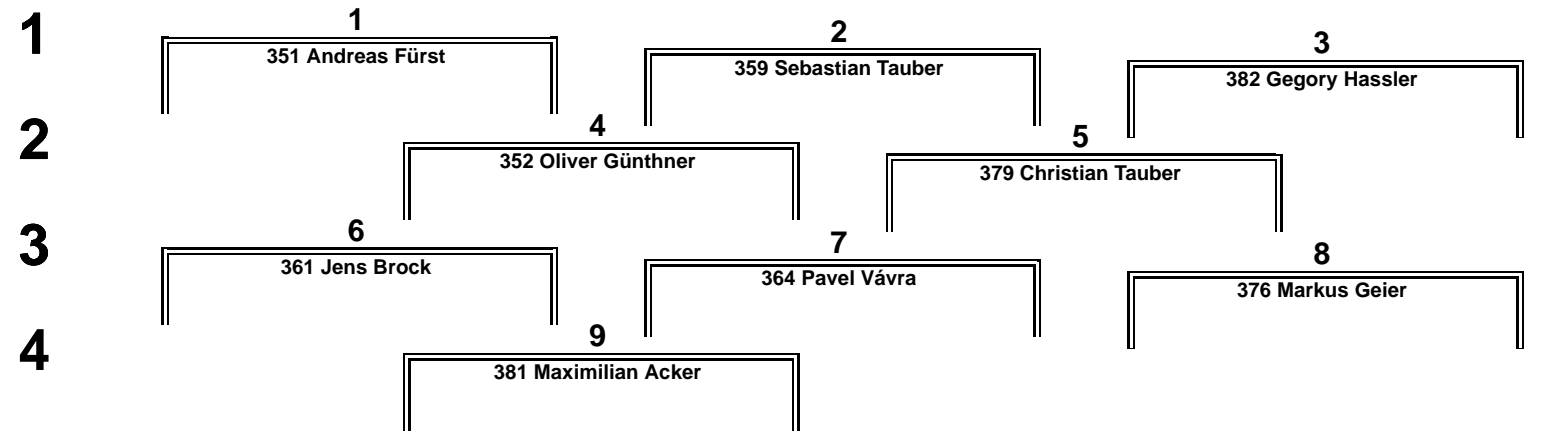 1
1
351 Andreas Fürst
2
359 Sebastian Tauber
3
382 Gegory Hassler
2
4
352 Oliver Günthner
5
379 Christian Tauber
3
6
361 Jens Brock
7
364 Pavel Vávra
8
376 Markus Geier
4
9
381 Maximilian Acker